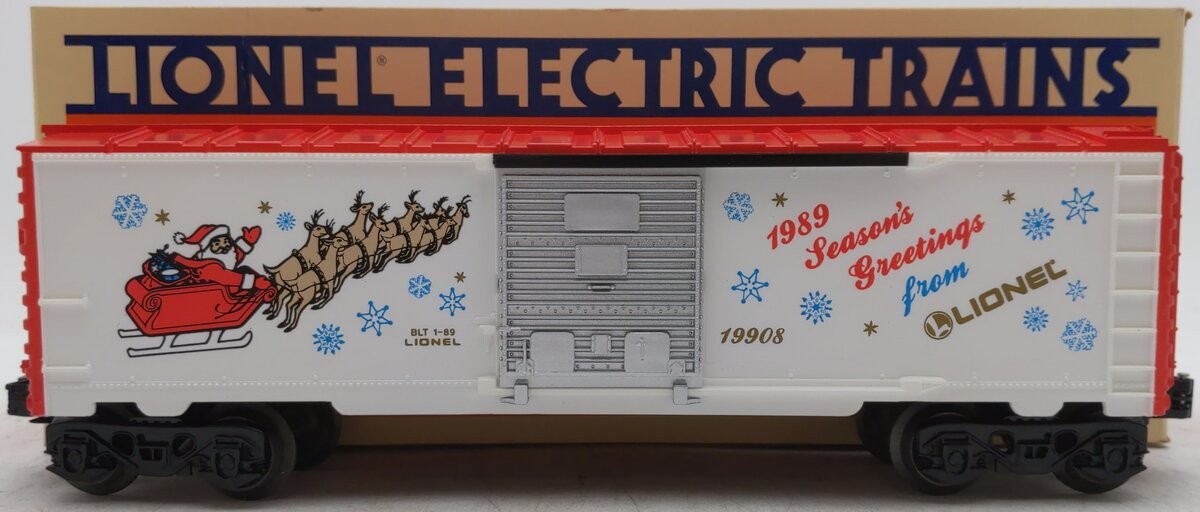 LIONEL® ELECTRIC TRAINS
BLT 1-89
LIONEL
19908
1989
Season's
Greetings
from
L LIONEL